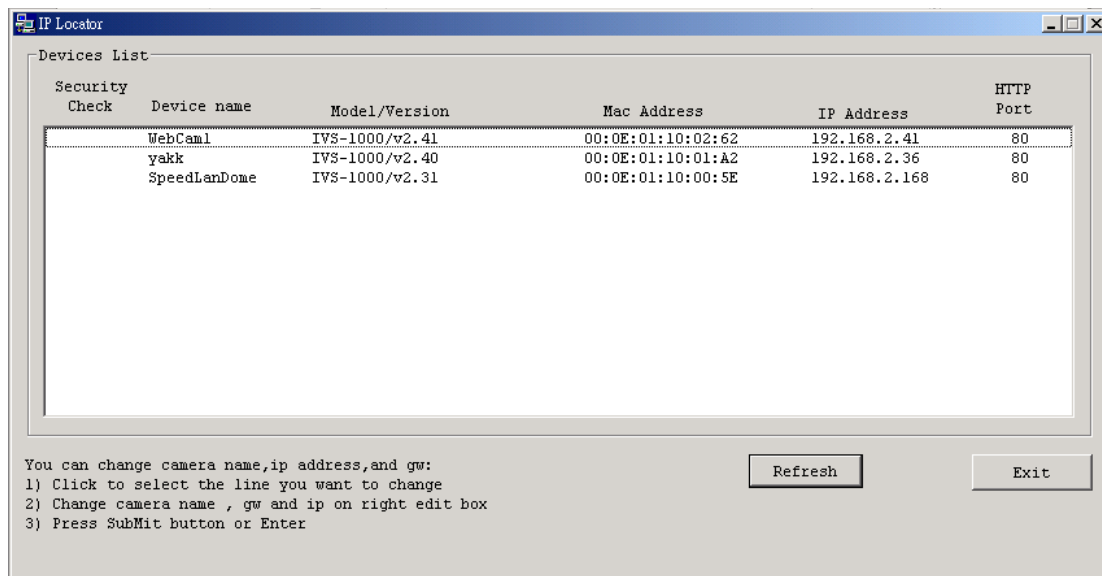 IP Locator
Devices List
Security Check Device name Model/Version Mac Address IP Address HTTP Port
WebCam1 IVS-1000/v2.41 00:0E:01:10:02:62 192.168.2.41 80
yakk IVS-1000/v2.40 00:0E:01:10:01:A2 192.168.2.36 80
SpeedLanDome IVS-1000/v2.31 00:0E:01:10:00:5E 192.168.2.168 80
You can change camera name,ip address,and gw:
1) Click to select the line you want to change
2) Change camera name , gw and ip on right edit box
3) Press SubMit button or Enter
Refresh
Exit